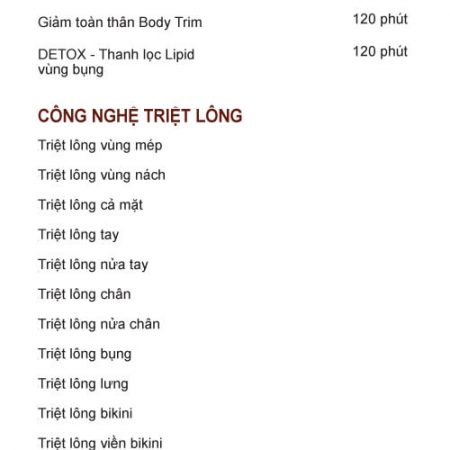 Giảm toàn thân Body Trim 120 phút
DETOX - Thanh lọc Lipid 120 phút
vùng bụng
CÔNG NGHỆ TRIỆT LÔNG
Triệt lông vùng mép
Triệt lông vùng nách
Triệt lông cả mặt
Triệt lông tay
Triệt lông nửa tay
Triệt lông chân
Triệt lông nửa chân
Triệt lông bụng
Triệt lông lưng
Triệt lông bikini
Triệt lông viền bikini